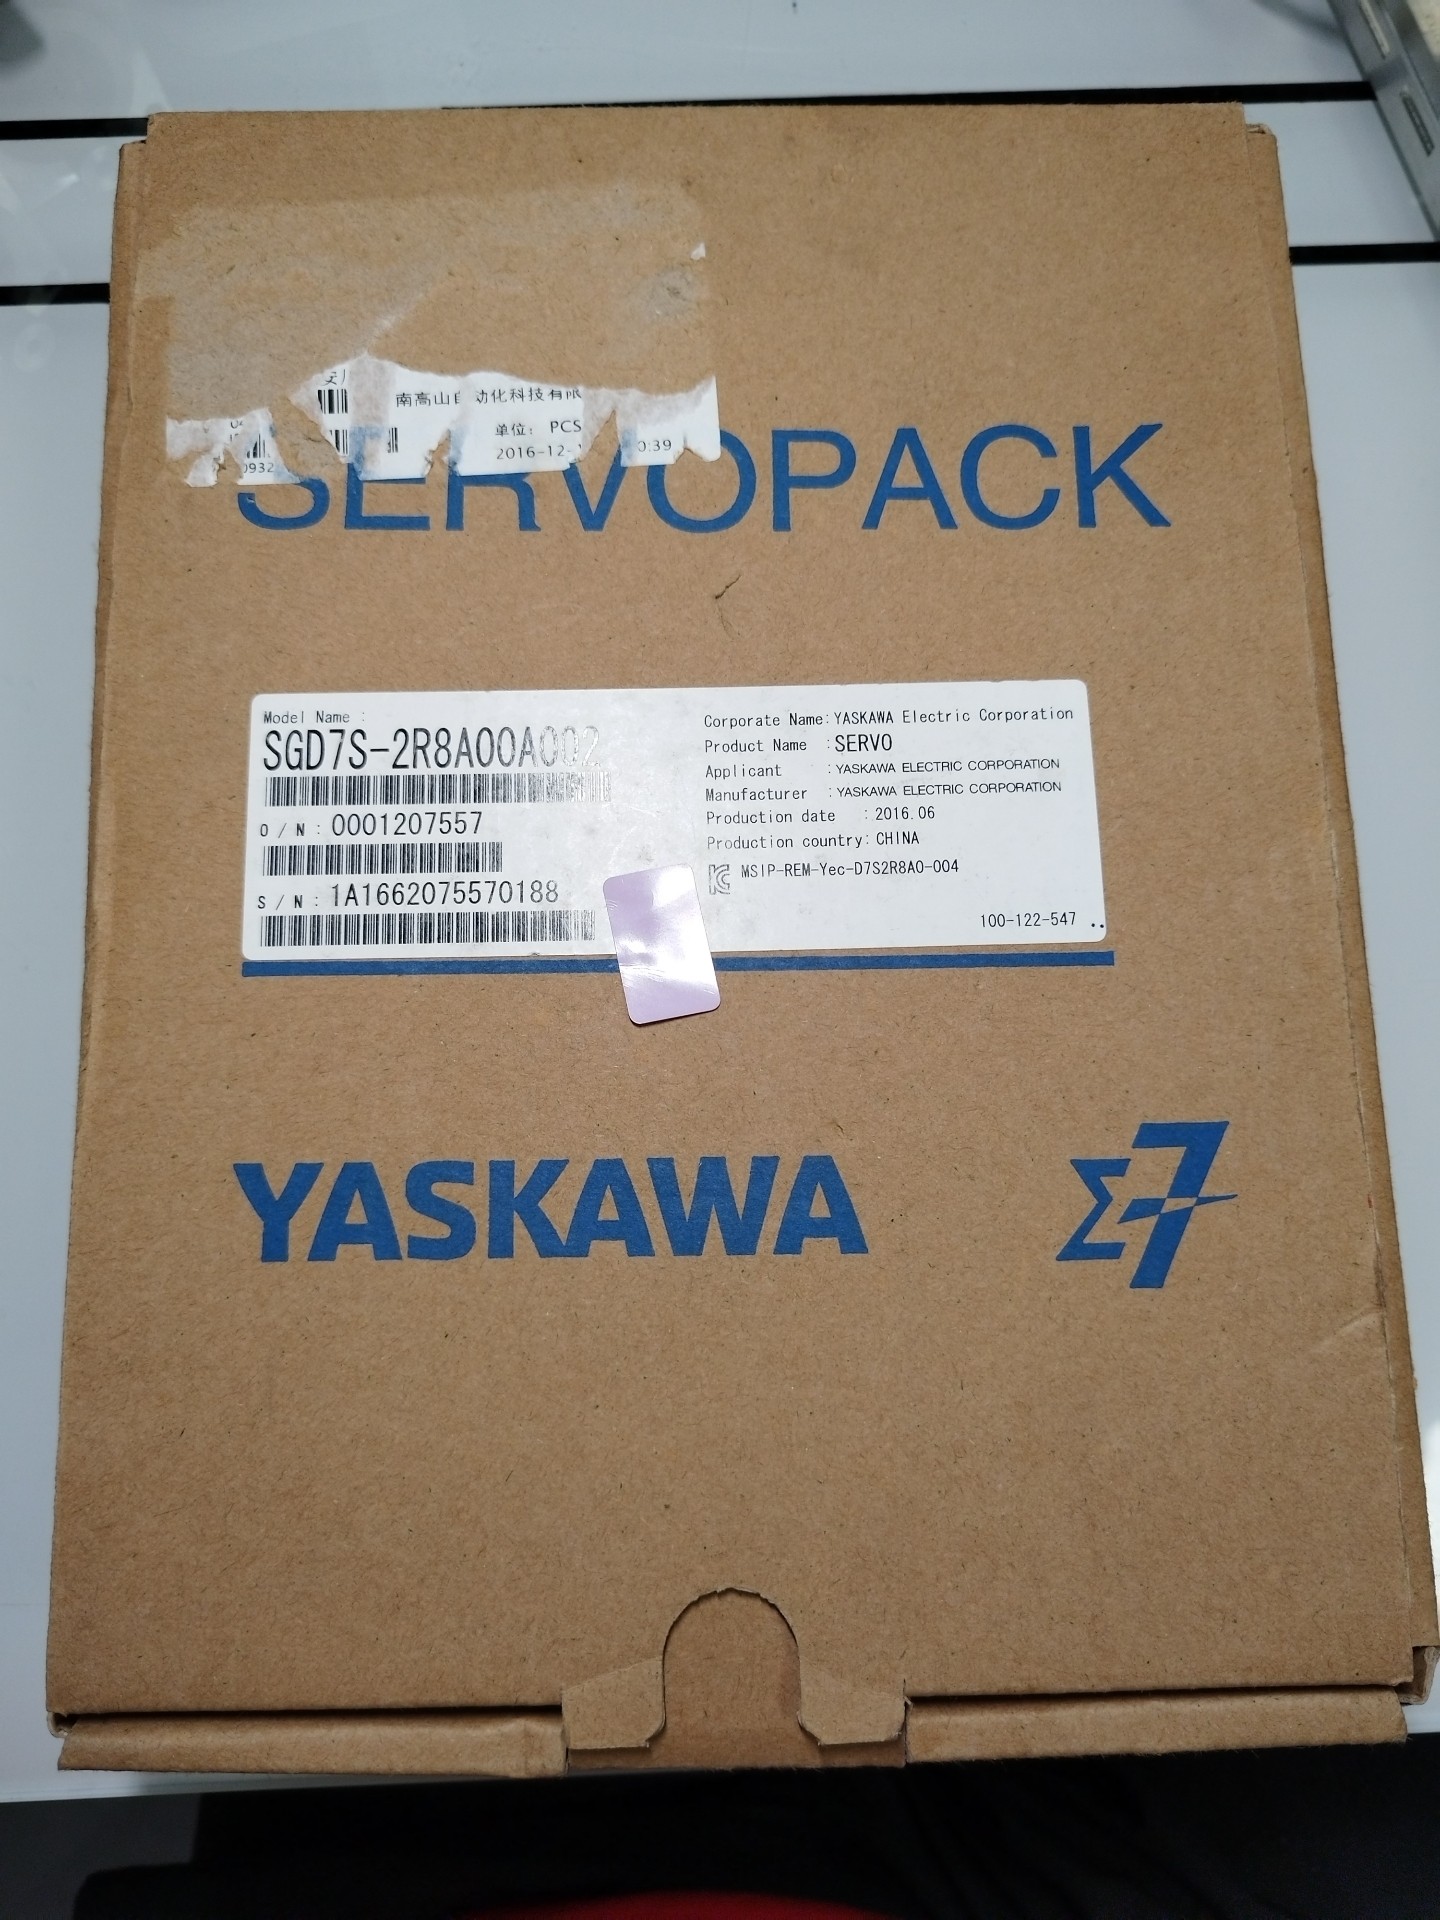 南高山自动化科技有限
单位： PCS
0932
2016-12-
0:39
SERVOPACK
Model Name :
SGD7S-2R8A00A002
O / N : 0001207557
S / N : 1A1662075570188
Corporate Name: YASKAWA Electric Corporation
Product Name : SERVO
Applicant : YASKAWA ELECTRIC CORPORATION
Manufacturer : YASKAWA ELECTRIC CORPORATION
Production date : 2016.06
Production country: CHINA
MSIP-REM-Yec-D7S2R8A0-004
100-122-547 ..
YASKAWA
Σ-7